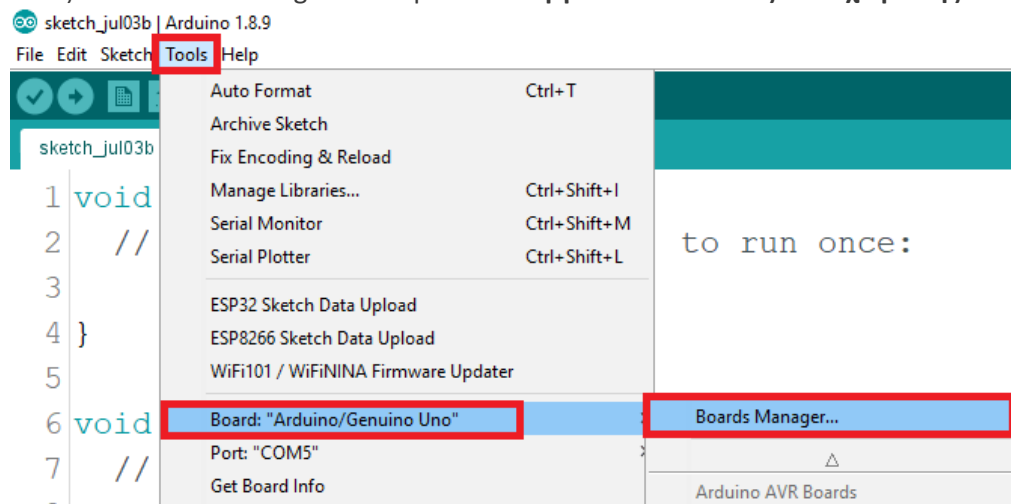 sketch_jul03b | Arduino 1.8.9
File Edit Sketch Tools Help
Auto Format Ctrl+T
Archive Sketch
sketch_jul03b
Fix Encoding & Reload
Manage Libraries... Ctrl+Shift+I
Serial Monitor Ctrl+Shift+M
Serial Plotter Ctrl+Shift+L
1 void
2 // to run once:
3
ESP32 Sketch Data Upload
4 }
ESP8266 Sketch Data Upload
WiFi101 / WiFiNINA Firmware Updater
5
6 void
Board: "Arduino/Genuino Uno"
Boards Manager...
Port: "COM5"
7 //
Get Board Info
Arduino AVR Boards